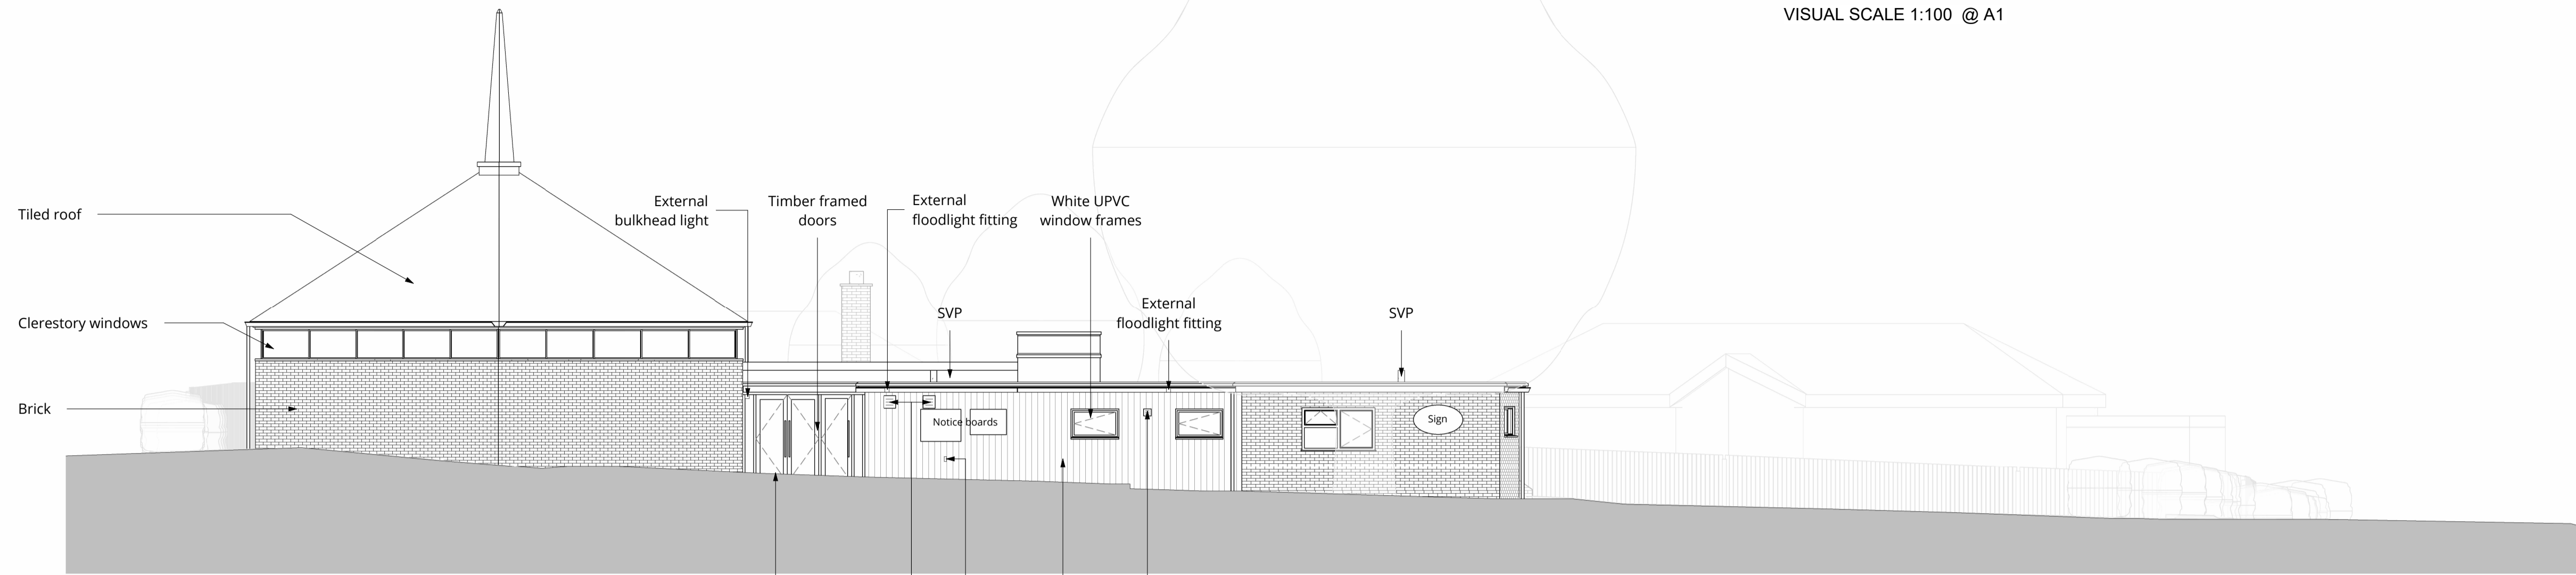 VISUAL SCALE 1:100 @ A1
Tiled roof
External
bulkhead light
Timber framed
doors
External
floodlight fitting
White UPVC
window frames
Clerestory windows
SVP
External
floodlight fitting
SVP
Brick
Notice boards
Sign